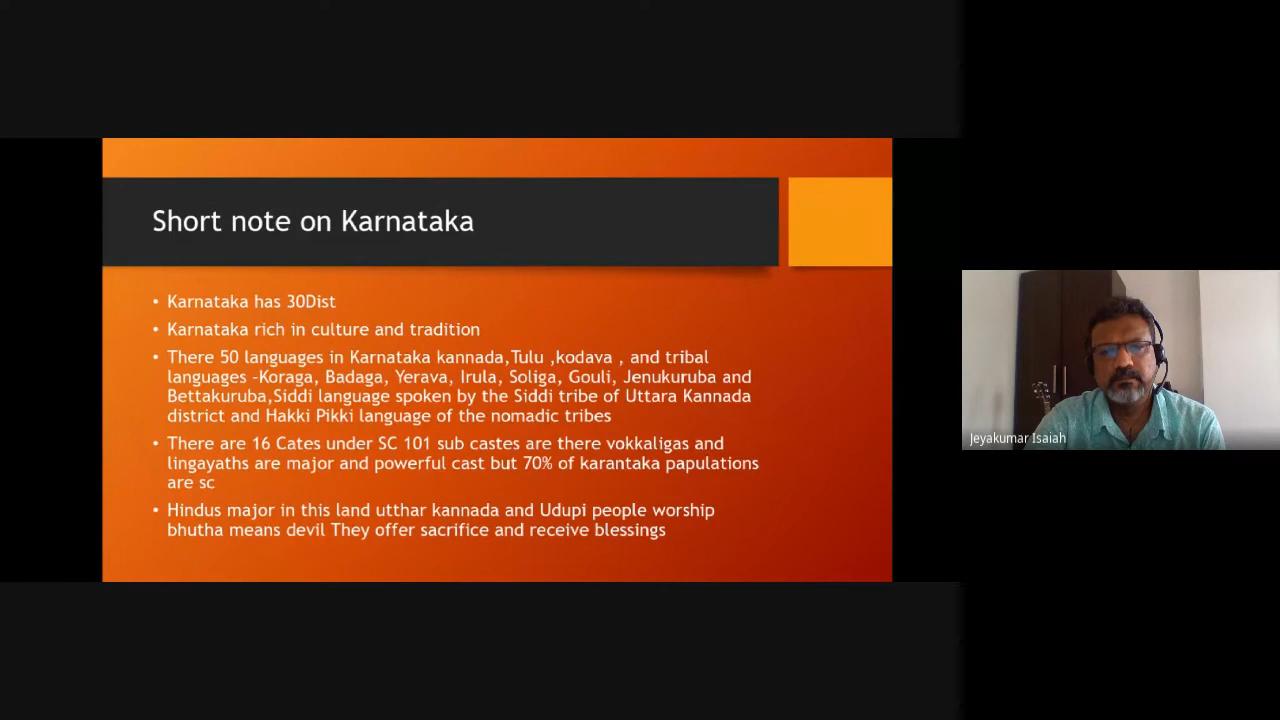 Short note on Karnataka
• Karnataka has 30Dist
• Karnataka rich in culture and tradition
• There 50 languages in Karnataka kannada,Tulu ,kodava , and tribal
languages -Koraga, Badaga, Yerava, Irula, Soliga, Gouli, Jenukuruba and
Bettakuruba,Siddi language spoken by the Siddi tribe of Uttara Kannada
district and Hakki Pikki language of the nomadic tribes
• There are 16 Cates under SC 101 sub castes are there vokkaligas and
lingayaths are major and powerful cast but 70% of karantaka papulations
are sc
• Hindus major in this land utthar kannada and Udupi people worship
bhutha means devil They offer sacrifice and receive blessings
Jeyakumar Isaiah